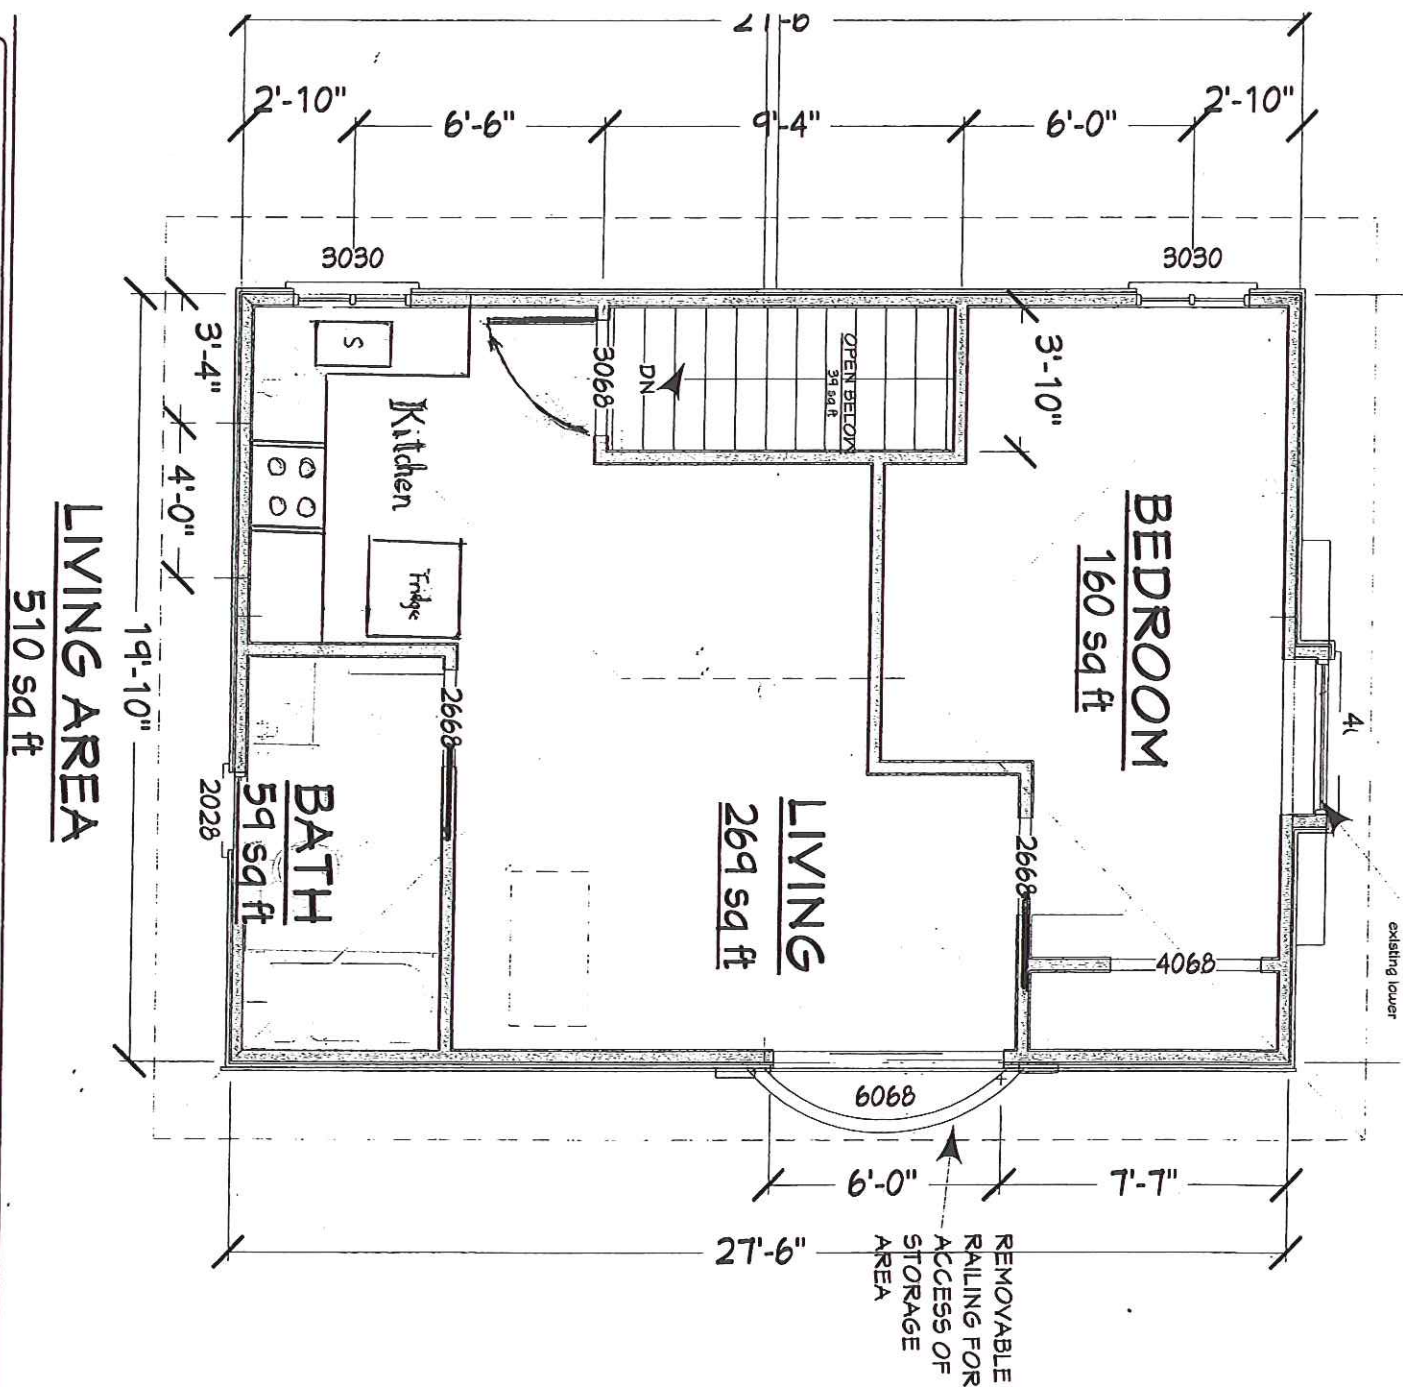 27'-6"
2'-10"
6'-6"
9'-4"
6'-0"
2'-10"
3030
3030
3'-4"
4'-0"
19'-10"
S
Kitchen
Fridge
3068
DN
OPEN BELOW
39 sq ft
3'-10"
BEDROOM
160 sq ft
existing lower
2668
BATH
59 sq ft
2028
LIVING
269 sq ft
2668
4068
6068
6'-0"
7'-7"
27'-6"
REMOVABLE
RAILING FOR
ACCESS OF
STORAGE
AREA
LIVING AREA
510 sq ft